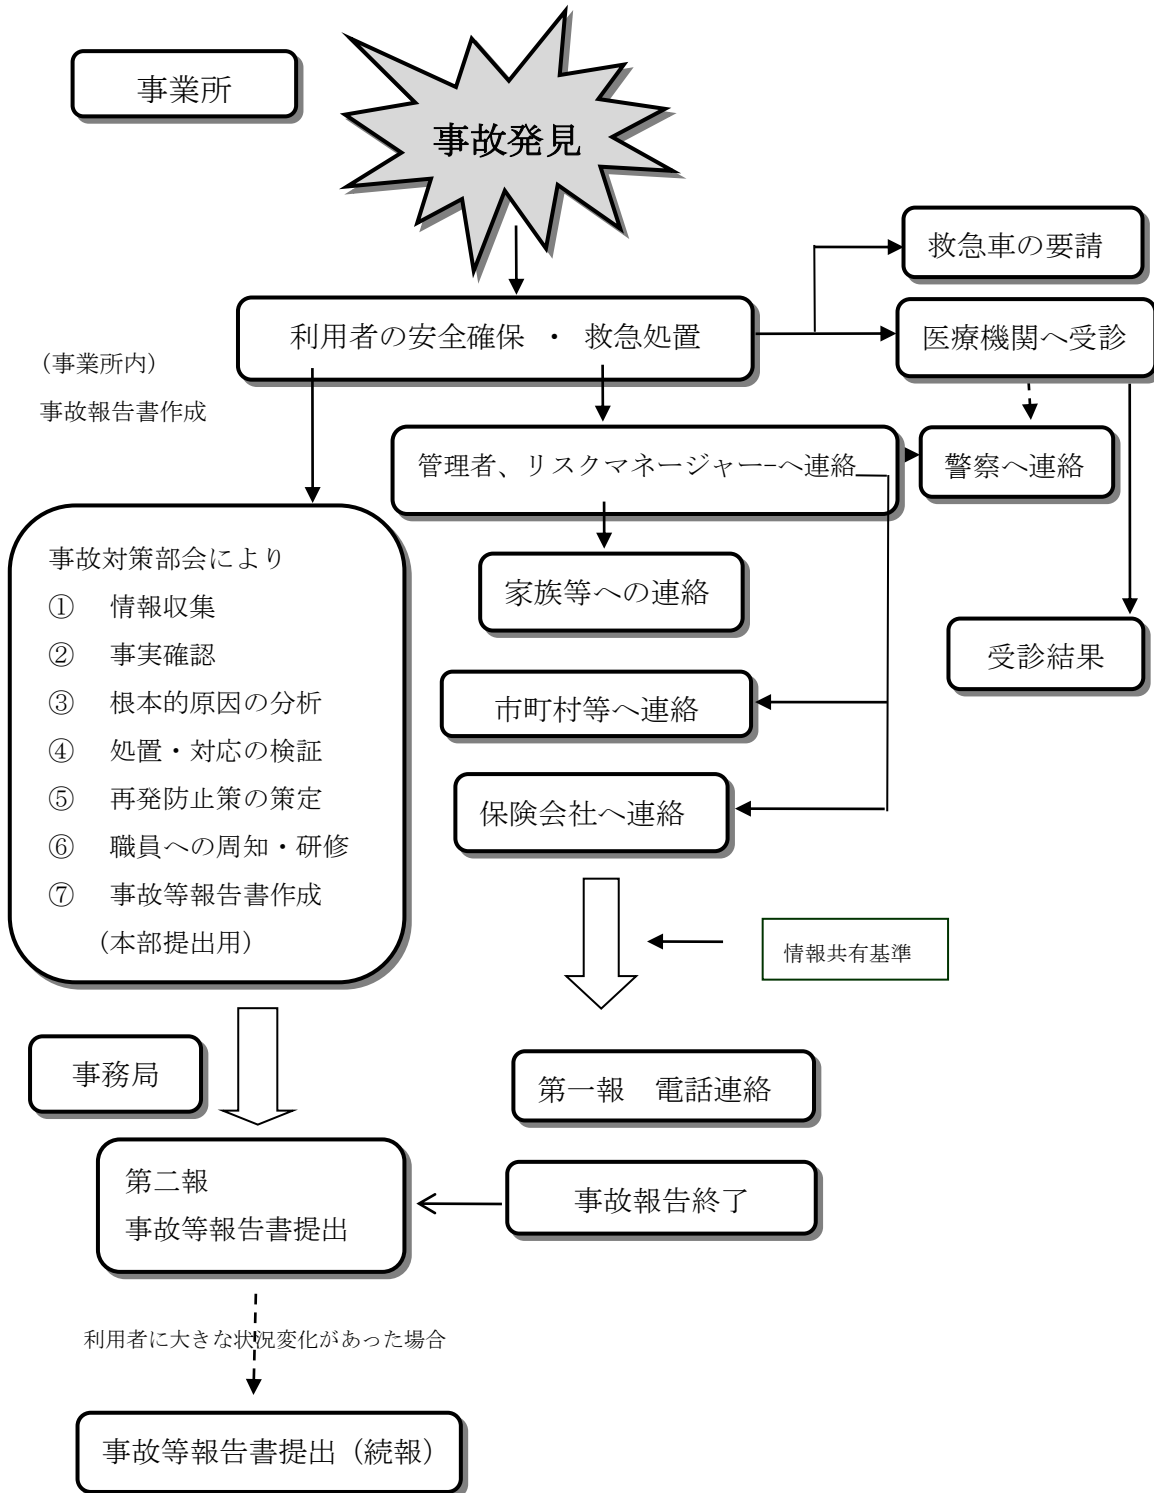 事業所
事故発見
救急車の要請
利用者の安全確保 ・ 救急処置
医療機関へ受診
（事業所内）
事故報告書作成
管理者、リスクマネージャー-へ連絡
警察へ連絡
事故対策部会により
① 情報収集
② 事実確認
③ 根本的原因の分析
④ 処置・対応の検証
⑤ 再発防止策の策定
⑥ 職員への周知・研修
⑦ 事故等報告書作成
（本部提出用）
家族等への連絡
受診結果
市町村等へ連絡
保険会社へ連絡
情報共有基準
事務局
第一報 電話連絡
第二報
事故等報告書提出
事故報告終了
利用者に大きな状況変化があった場合
事故等報告書提出（続報）